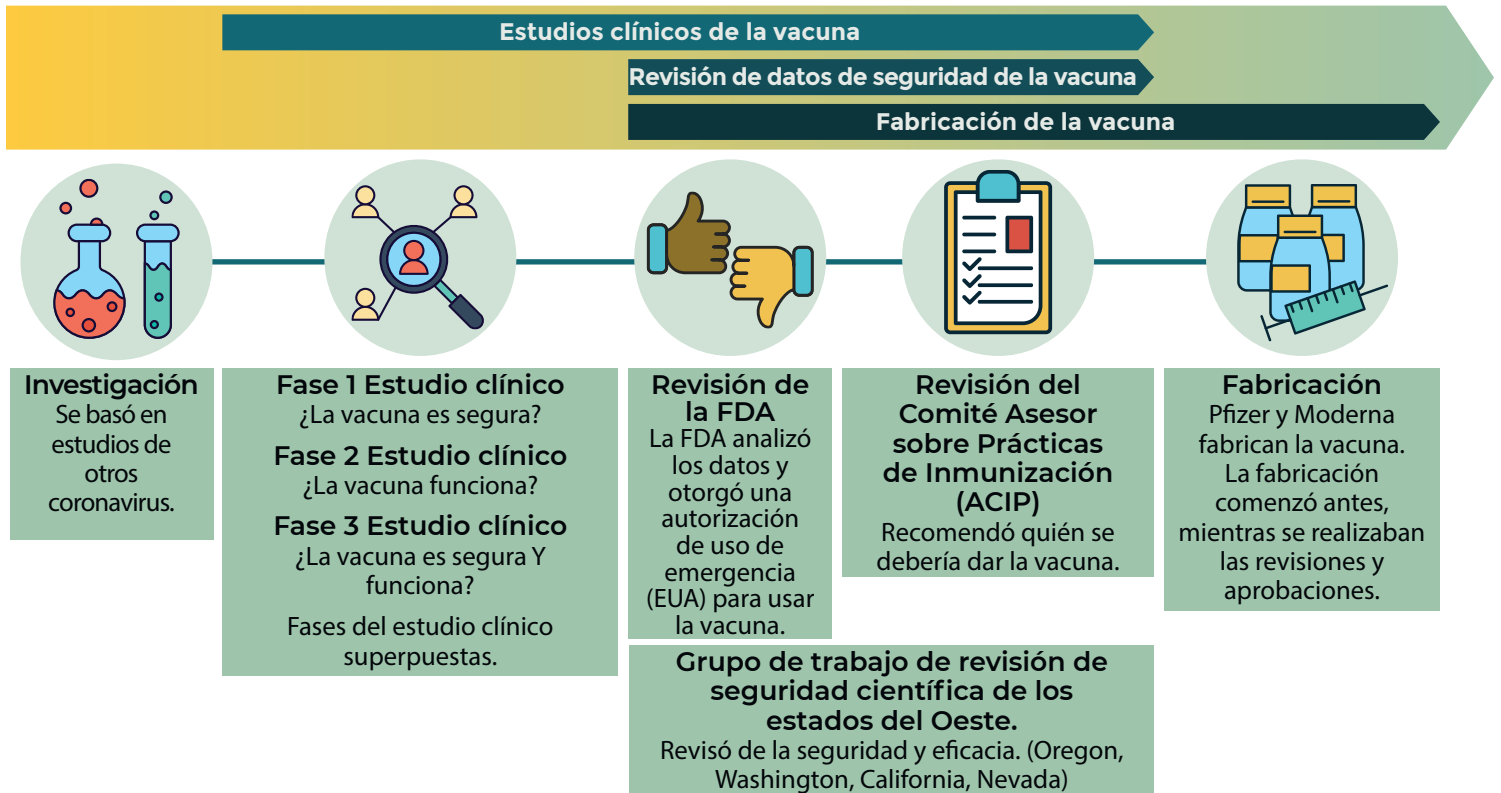 Estudios clínicos de la vacuna
Revisión de datos de seguridad de la vacuna
Fabricación de la vacuna
Investigación
Se basó en
estudios de
otros
coronavirus.
Fase 1 Estudio clínico
¿La vacuna es segura?
Fase 2 Estudio clínico
¿La vacuna funciona?
Fase 3 Estudio clínico
¿La vacuna es segura Y
funciona?
Fases del estudio clínico
superpuestas.
Revisión de
la FDA
La FDA analizó
los datos y
otorgó una
autorización
de uso de
emergencia
(EUA) para usar
la vacuna.
Revisión del
Comité Asesor
sobre Prácticas
de Inmunización
(ACIP)
Recomendó quién se
debería dar la vacuna.
Grupo de trabajo de revisión de
seguridad científica de los
estados del Oeste.
Revisó de la seguridad y eficacia. (Oregon,
Washington, California, Nevada)
Fabricación
Pfizer y Moderna
fabrican la vacuna.
La fabricación
comenzó antes,
mientras se realizaban
las revisiones y
aprobaciones.